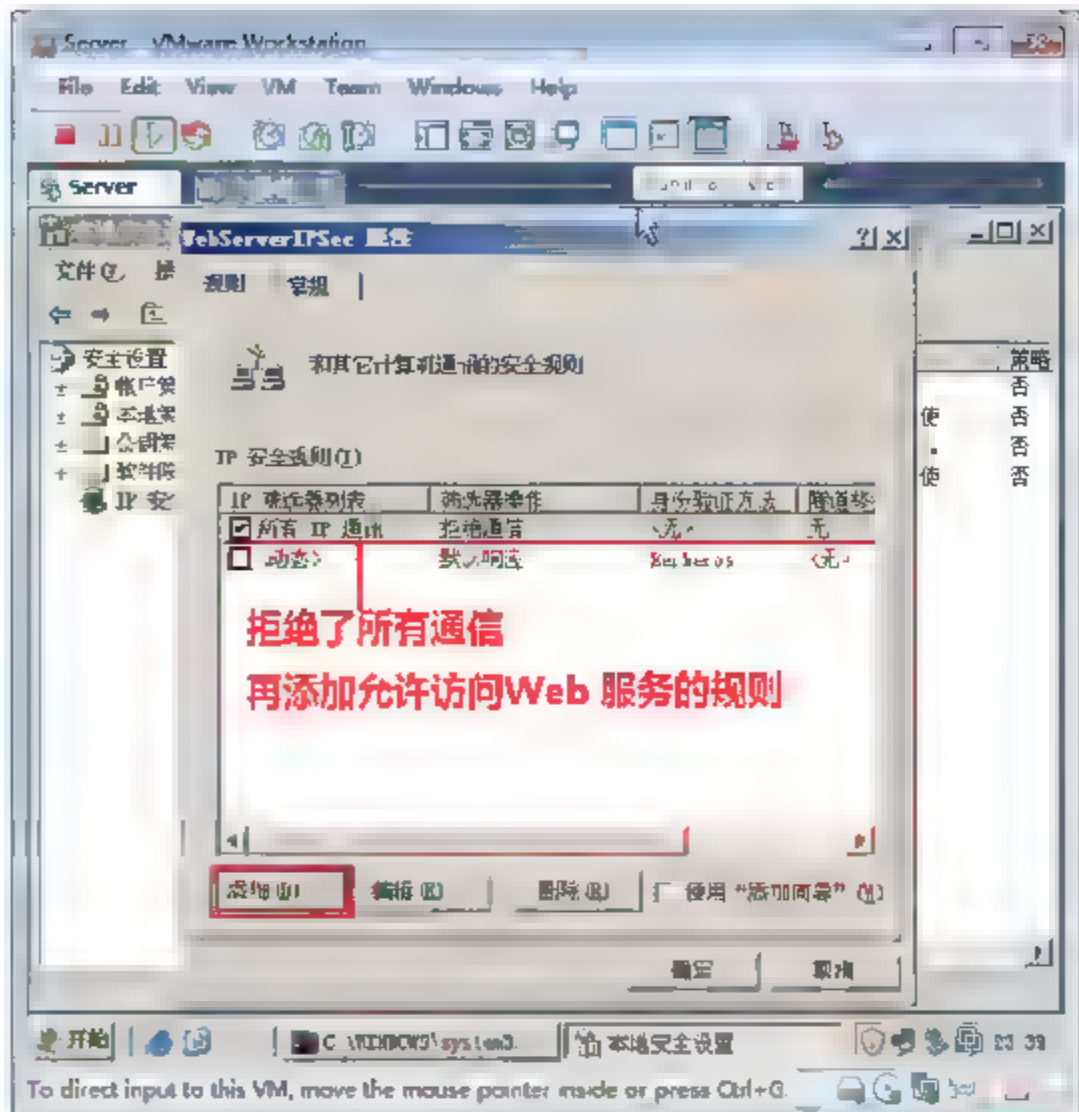 Server VMware Workstation
File Edit View VM Team Windows Help
Server
WebServerIPSec 属性
文件(F)
规则 常规
安全设置
和其它计算机通信的安全规则
策略
否
使 否
否
使 否
IP 安全规则(I)
IP 筛选器列表 筛选器操作 身份验证方法
所有 IP 通讯 拒绝通信 <无> 无
<动态> 默认响应 Kerberos <无>
拒绝了所有通信
再添加允许访问Web 服务的规则
添加(D) 编辑(E) 删除(R) 使用“添加向导”(W)
确定 取消
开始 C:\WINDOWS\system3. 本地安全设置
To direct input to this VM, move the mouse pointer inside or press Ctrl+G.